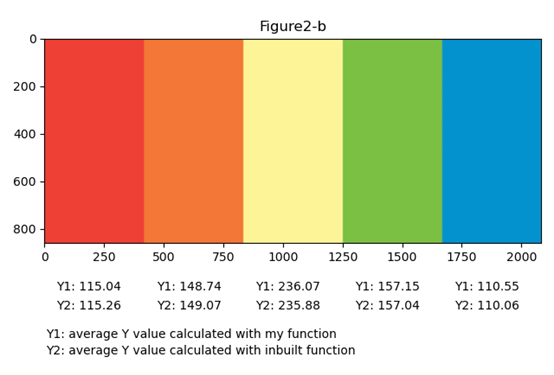 Figure2-b
0
200
400
600
800
0 250 500 750 1000 1250 1500 1750 2000
Y1: 115.04 Y1: 148.74 Y1: 236.07 Y1: 157.15 Y1: 110.55
Y2: 115.26 Y2: 149.07 Y2: 235.88 Y2: 157.04 Y2: 110.06
Y1: average Y value calculated with my function
Y2: average Y value calculated with inbuilt function